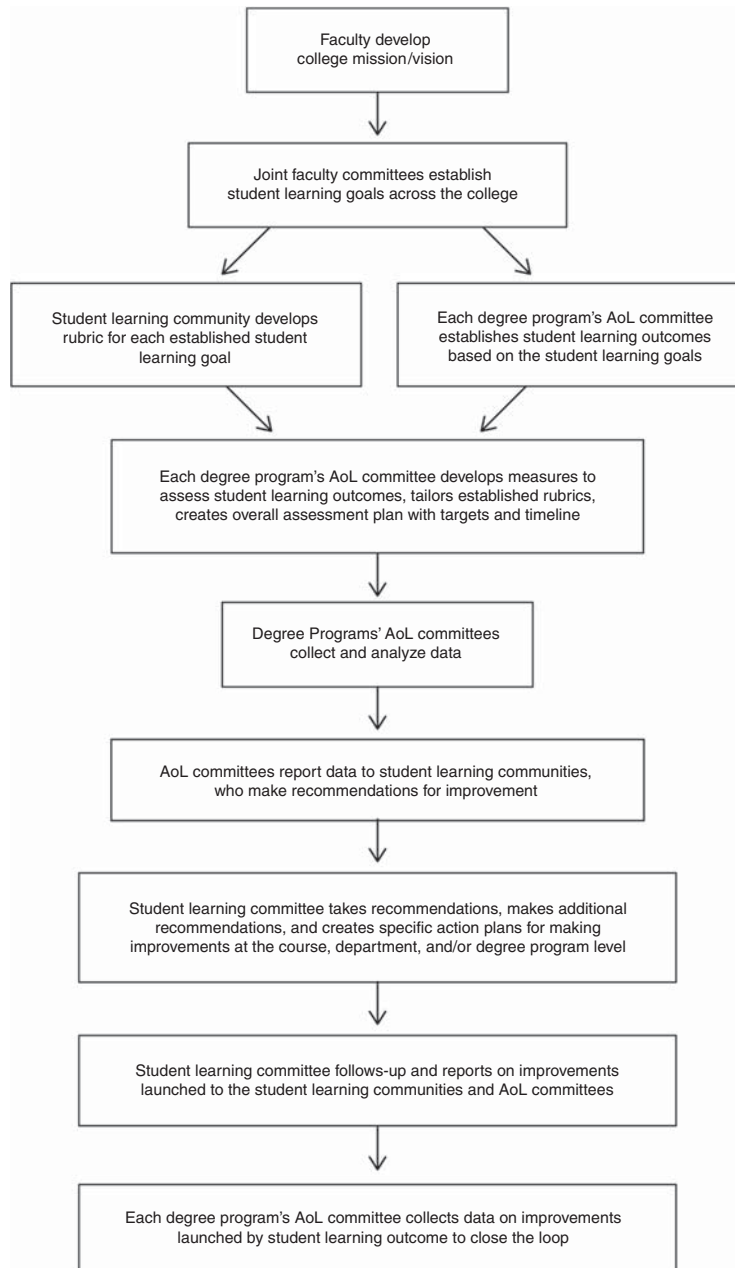 Faculty develop
college mission/vision
Joint faculty committees establish
student learning goals across the college
Student learning community develops
rubric for each established student
learning goal
Each degree program's AoL committee
establishes student learning outcomes
based on the student learning goals
Each degree program's AoL committee develops measures to
assess student learning outcomes, tailors established rubrics,
creates overall assessment plan with targets and timeline
Degree Programs' AoL committees
collect and analyze data
AoL committees report data to student learning communities,
who make recommendations for improvement
Student learning committee takes recommendations, makes additional
recommendations, and creates specific action plans for making
improvements at the course, department, and/or degree program level
Student learning committee follows-up and reports on improvements
launched to the student learning communities and AoL committees
Each degree program's AoL committee collects data on improvements
launched by student learning outcome to close the loop